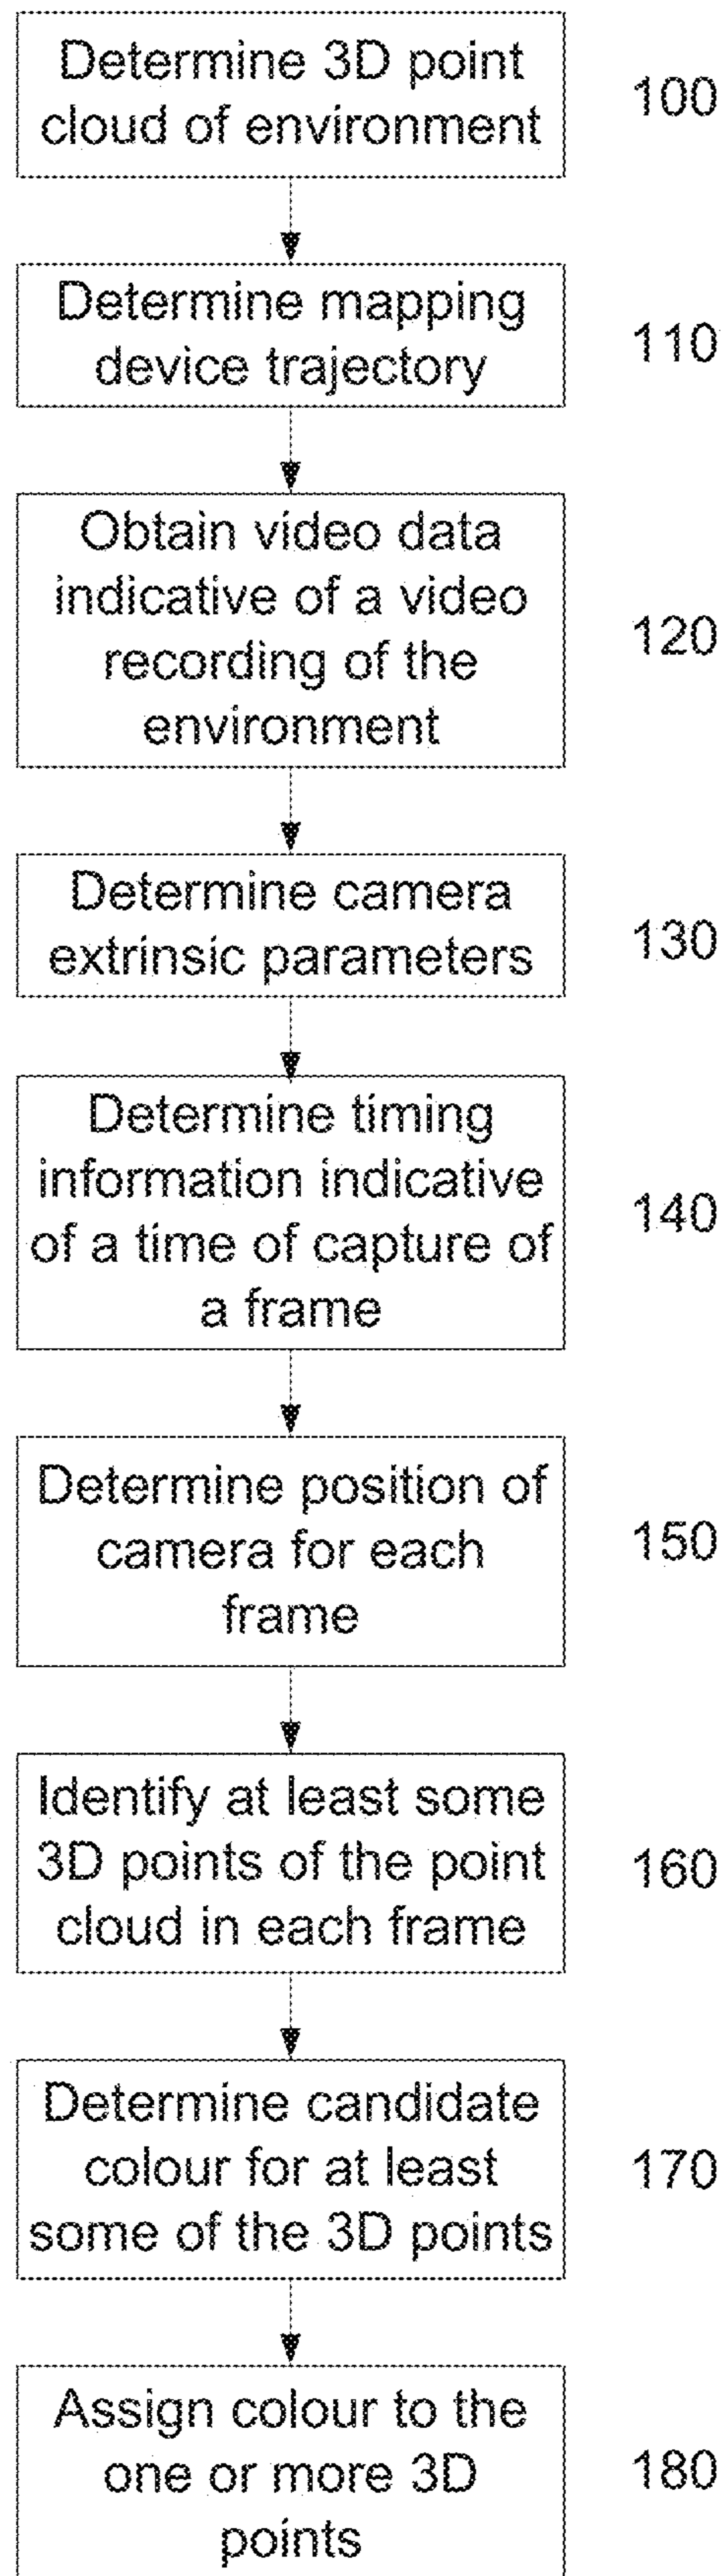 Determine 3D point
cloud of environment
100
Determine mapping
device trajectory
110
Obtain video data
indicative of a video
recording of the
environment
120
Determine camera
extrinsic parameters
130
Determine timing
information indicative
of a time of capture of
a frame
140
Determine position of
camera for each
frame
150
Identify at least some
3D points of the point
cloud in each frame
160
Determine candidate
colour for at least
some of the 3D points
170
Assign colour to the
one or more 3D
points
180